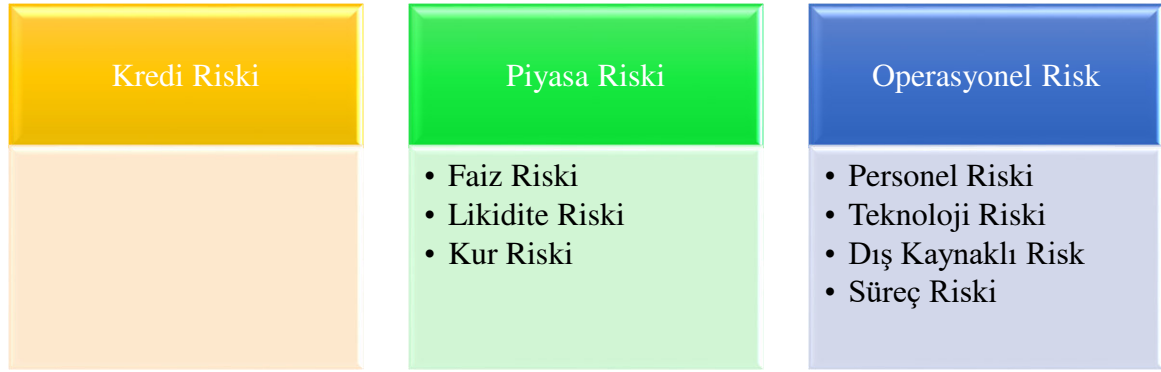 Kredi Riski
Piyasa Riski
• Faiz Riski
• Likidite Riski
• Kur Riski
Operasyonel Risk
• Personel Riski
• Teknoloji Riski
• Dış Kaynaklı Risk
• Süreç Riski